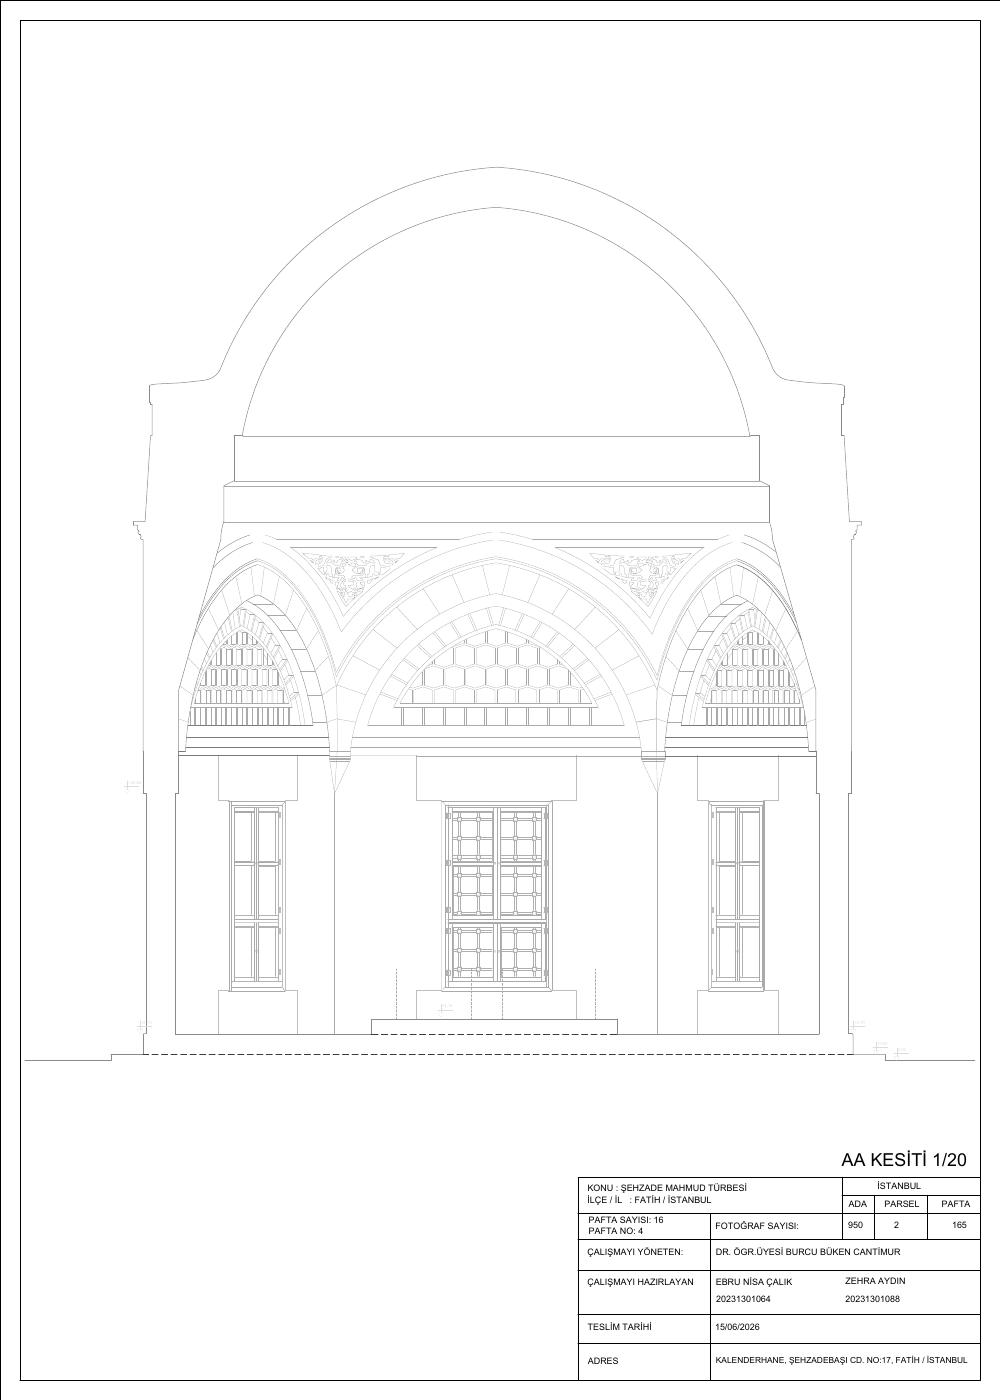 AA KESİTİ 1/20
KONU : ŞEHZADE MAHMUD TÜRBESİ
İLÇE / İL : FATİH / İSTANBUL
İSTANBUL
ADA PARSEL PAFTA
PAFTA SAYISI: 16
PAFTA NO: 4
FOTOĞRAF SAYISI:
950 2 165
ÇALIŞMAYI YÖNETEN: DR. ÖGR.ÜYESİ BURCU BÜKEN CANTİMUR
ÇALIŞMAYI HAZIRLAYAN EBRU NİSA ÇALIK ZEHRA AYDIN
20231301064 20231301088
TESLİM TARİHİ 15/06/2026
ADRES KALENDERHANE, ŞEHZADEBAŞI CD. NO:17, FATİH / İSTANBUL